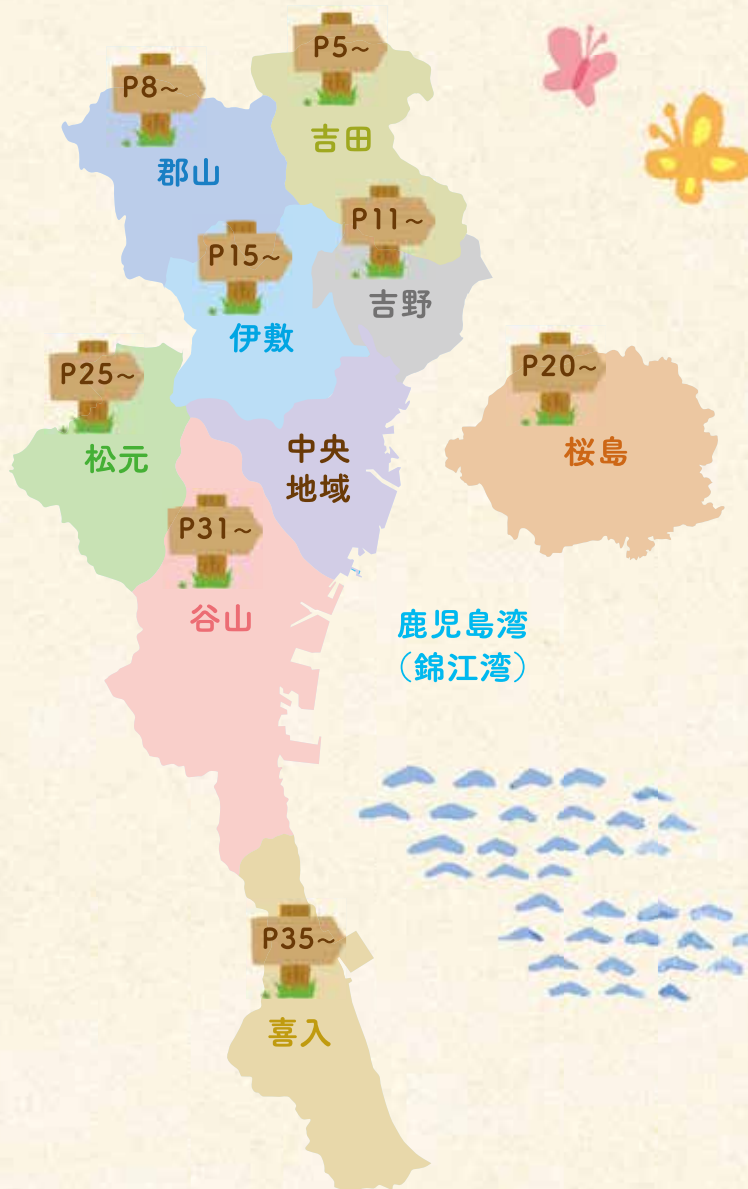 P5~
吉田
P8~
郡山
P11~
吉野
P15~
伊敷
P20~
桜島
P25~
松元
中央
地域
P31~
谷山
鹿児島湾
（錦江湾）
P35~
喜入